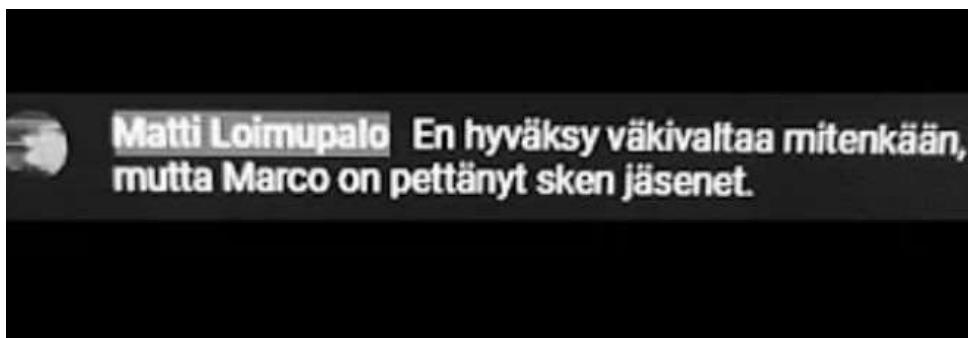 Matti Loimupalo En hyväksy väkivaltaa mitenkään,
mutta Marco on pettänyt sken jäsenet.